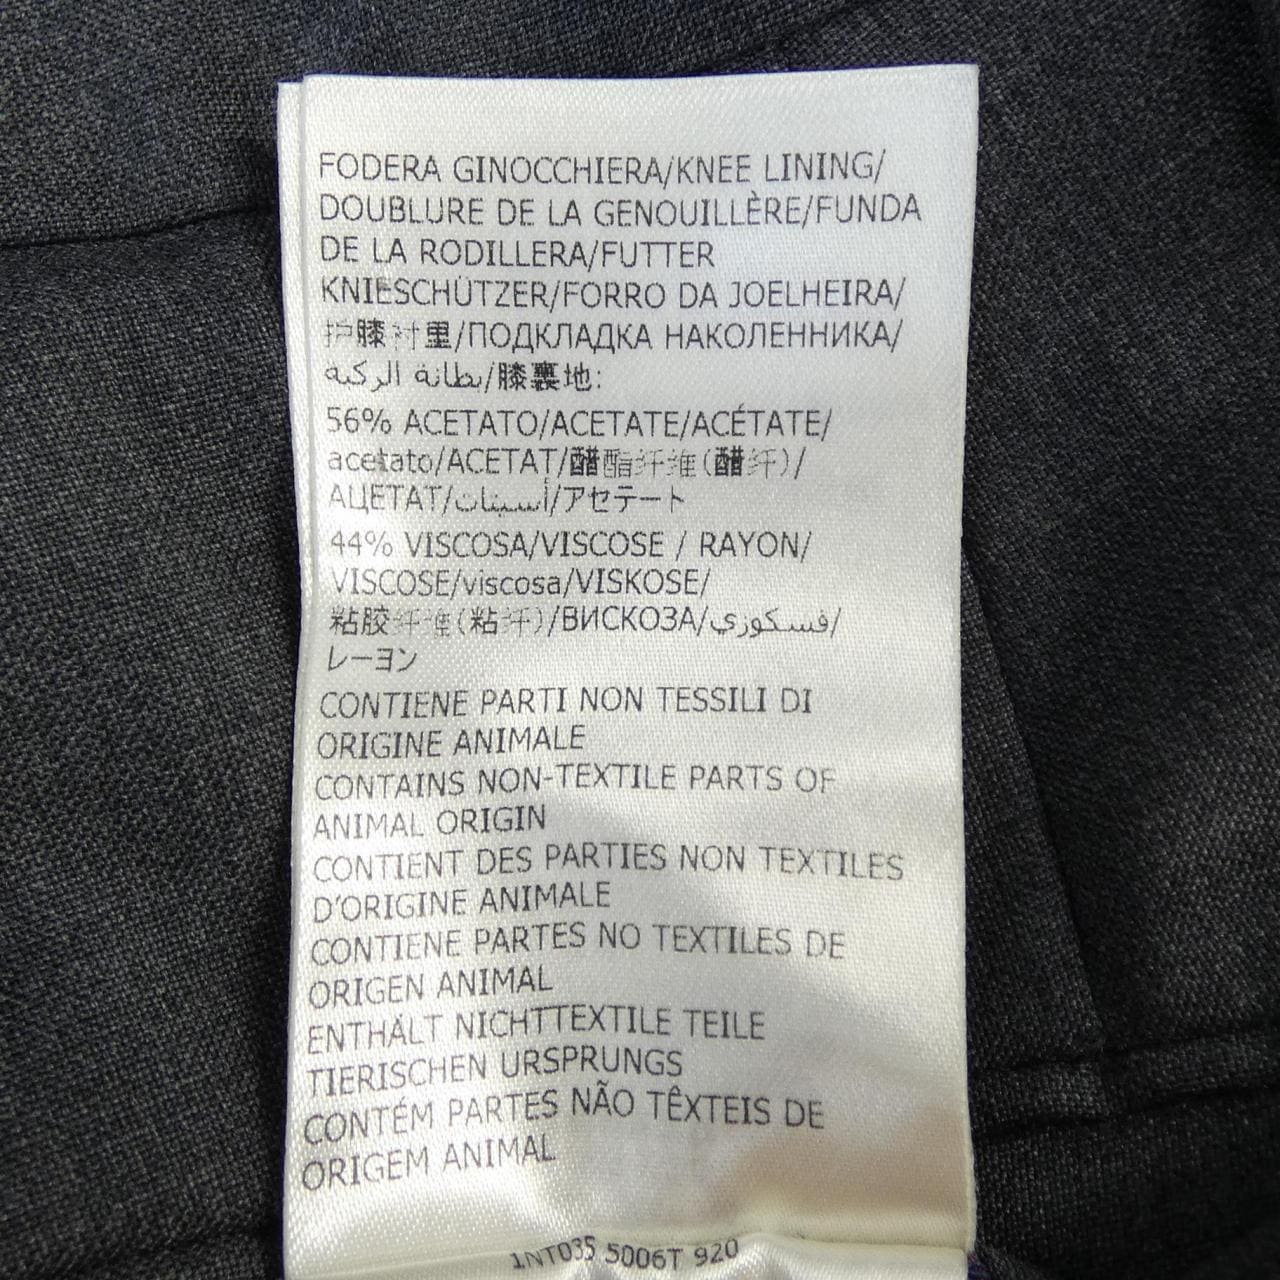 FODERA GINOCCHIERA/KNEE LINING/
DOUBLURE DE LA GENOUILLÈRE/FUNDA
DE LA RODILLERA/FUTTER
KNIESCHÜTZER/FORRO DA JOELHEIRA/
护膝衬里/ПОДКЛАДКА НАКОЛЕННИКА/
بطانة الركبة/膝裏地:
56% ACETATO/ACETATE/ACÉTATE/
acetato/ACETAT/醋酯纤维(醋纤)/
АЦЕТАТ/أسيتات/アセテート
44% VISCOSA/VISCOSE / RAYON/
VISCOSE/viscosa/VISKOSE/
粘胶纤维(粘纤)/ВИСКОЗА/فسكوزي/
レーヨン
CONTIENE PARTI NON TESSILI DI
ORIGINE ANIMALE
CONTAINS NON-TEXTILE PARTS OF
ANIMAL ORIGIN
CONTIENT DES PARTIES NON TEXTILES
D'ORIGINE ANIMALE
CONTIENE PARTES NO TEXTILES DE
ORIGEN ANIMAL
ENTHÄLT NICHTTEXTILE TEILE
TIERISCHEN URSPRUNGS
CONTÉM PARTES NÃO TÊXTEIS DE
ORIGEM ANIMAL
1NT035 5006T 920